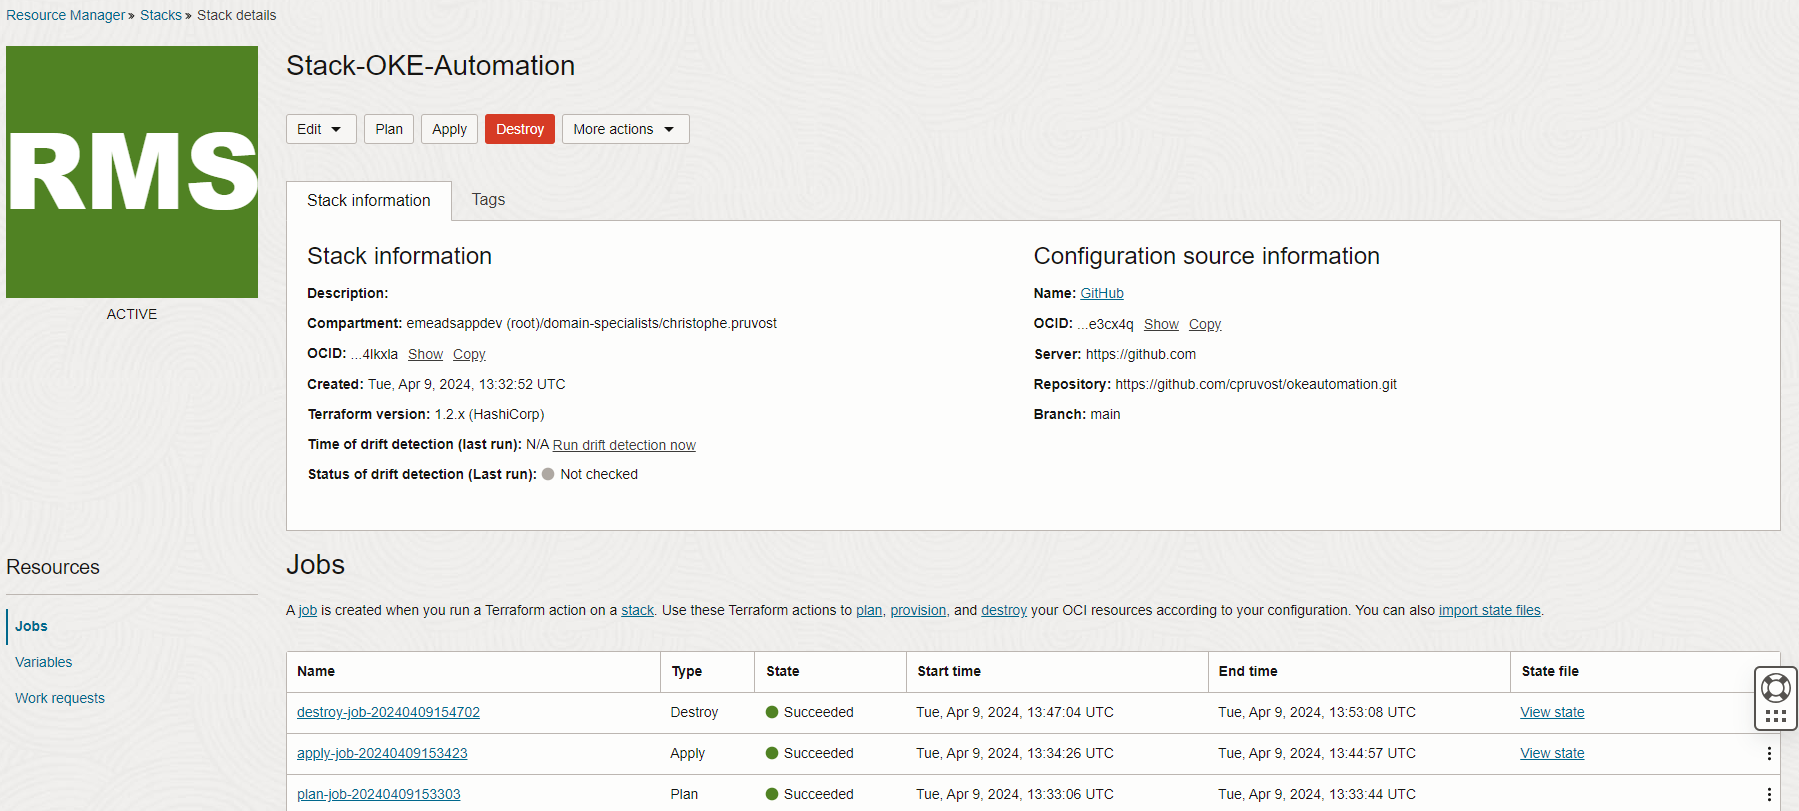 Resource Manager » Stacks » Stack details
RMS
ACTIVE
Stack-OKE-Automation
Edit Plan Apply Destroy More actions
Stack information Tags
Stack information
Description:
Compartment: emeadsappdev (root)/domain-specialists/christophe.pruvost
OCID: ...4lkxla Show Copy
Created: Tue, Apr 9, 2024, 13:32:52 UTC
Terraform version: 1.2.x (HashiCorp)
Time of drift detection (last run): N/A Run drift detection now
Status of drift detection (Last run): Not checked
Configuration source information
Name: GitHub
OCID: ...e3cx4q Show Copy
Server: https://github.com
Repository: https://github.com/cpruvost/okeautomation.git
Branch: main
Resources
Jobs
Variables
Work requests
Jobs
A job is created when you run a Terraform action on a stack. Use these Terraform actions to plan, provision, and destroy your OCI resources according to your configuration. You can also import state files.
Name Type State Start time End time State file
destroy-job-20240409154702 Destroy Succeeded Tue, Apr 9, 2024, 13:47:04 UTC Tue, Apr 9, 2024, 13:53:08 UTC View state
apply-job-20240409153423 Apply Succeeded Tue, Apr 9, 2024, 13:34:26 UTC Tue, Apr 9, 2024, 13:44:57 UTC View state
plan-job-20240409153303 Plan Succeeded Tue, Apr 9, 2024, 13:33:06 UTC Tue, Apr 9, 2024, 13:33:44 UTC